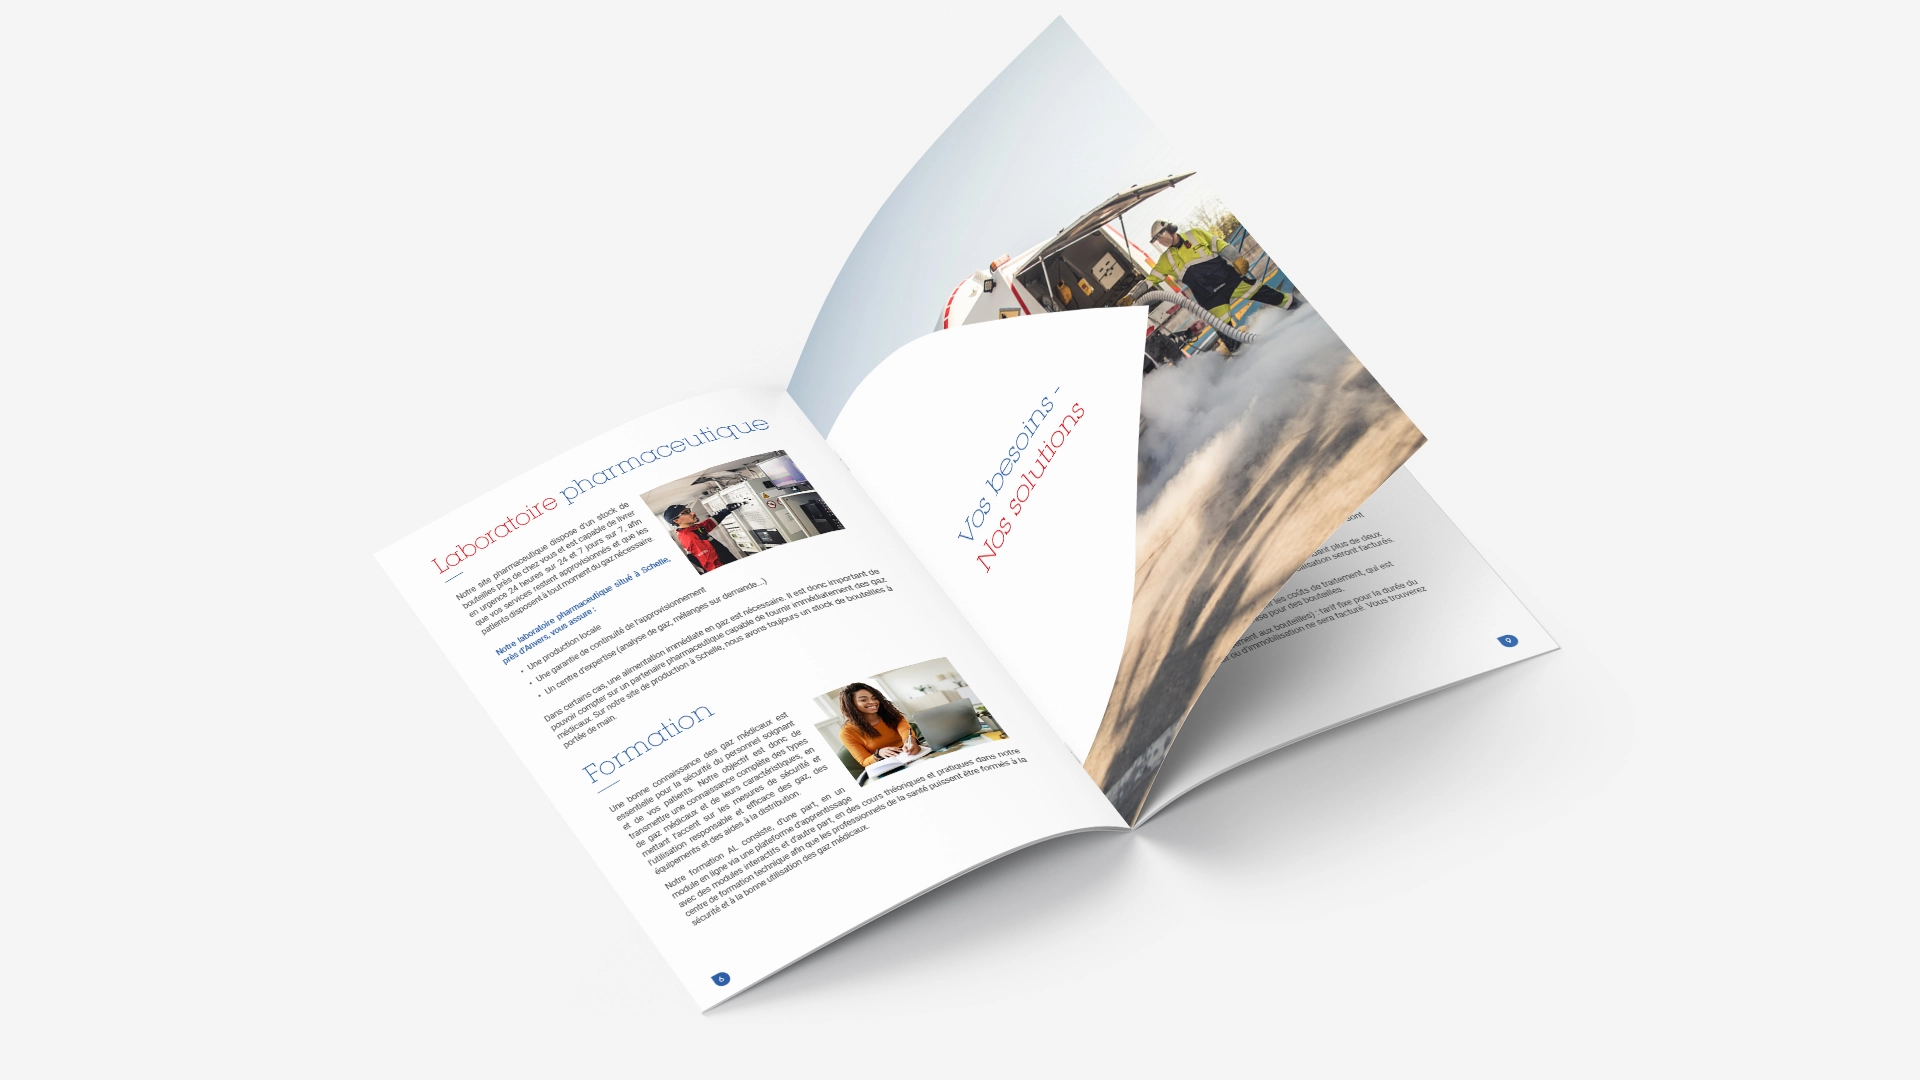 Laboratoire pharmaceutique
Notre site pharmaceutique dispose d'un stock de
bouteilles près de chez vous et est capable de livrer
en urgence 24 heures sur 24 et 7 jours sur 7, afin
que vos services restent approvisionnés et que les
patients disposent à tout moment du gaz nécessaire.
Notre laboratoire pharmaceutique situé à Schelle,
près d'Anvers, vous assure :
• Une production locale
• Une garantie de continuité de l'approvisionnement
• Un centre d'expertise (analyse de gaz, mélanges sur demande...)
Dans certains cas, une alimentation immédiate en gaz est nécessaire. Il est donc important de
pouvoir compter sur un partenaire pharmaceutique capable de fournir immédiatement des gaz
médicaux. Sur notre site de production à Schelle, nous avons toujours un stock de bouteilles à
portée de main.
Formation
Une bonne connaissance des gaz médicaux est
essentielle pour la sécurité du personnel soignant
et de vos patients. Notre objectif est donc de
transmettre une connaissance complète des types
de gaz médicaux et de leurs caractéristiques, en
mettant l'accent sur les mesures de sécurité et
l'utilisation responsable et efficace des gaz, des
équipements et des aides à la distribution.
Notre formation AL consiste, d'une part, en un
module en ligne via une plateforme d'apprentissage
avec des modules interactifs et d'autre part, en des cours théoriques et pratiques dans notre
centre de formation technique afin que les professionnels de la santé puissent être formés à la
sécurité et à la bonne utilisation des gaz médicaux.
6
Vos besoins -
Nos solutions
sont
plus de deux
seront facturés.
les coûts de traitement, qui est
pour des bouteilles.
aux bouteilles) : tarif fixe pour la durée du
ou d'immobilisation ne sera facturé. Vous trouverez
9